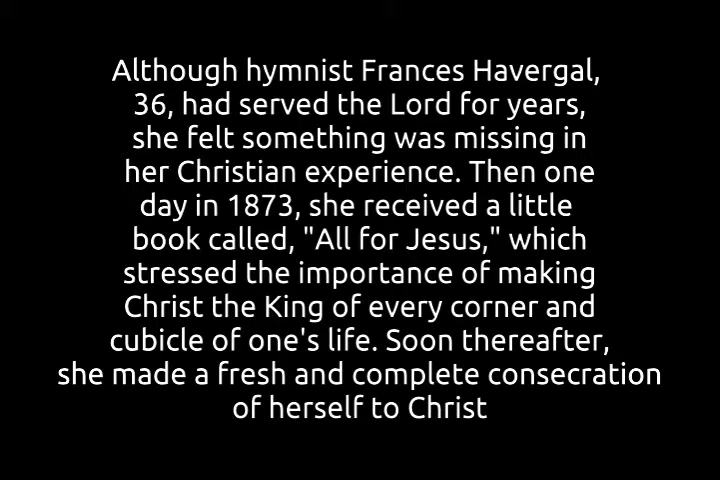 Although hymnist Frances Havergal,
36, had served the Lord for years,
she felt something was missing in
her Christian experience. Then one
day in 1873, she received a little
book called, "All for Jesus," which
stressed the importance of making
Christ the King of every corner and
cubicle of one's life. Soon thereafter,
she made a fresh and complete consecration
of herself to Christ